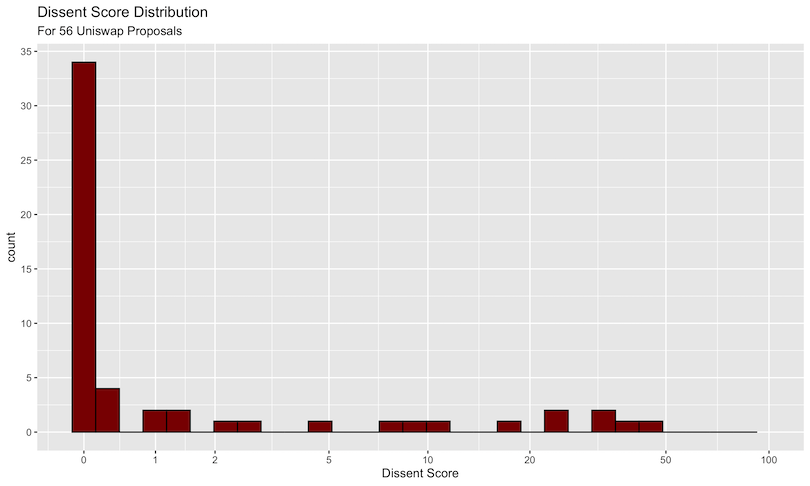 Dissent Score Distribution
For 56 Uniswap Proposals
35
30
25
20
15
10
5
0
count
0 1 2 5 10 20 50 100
Dissent Score